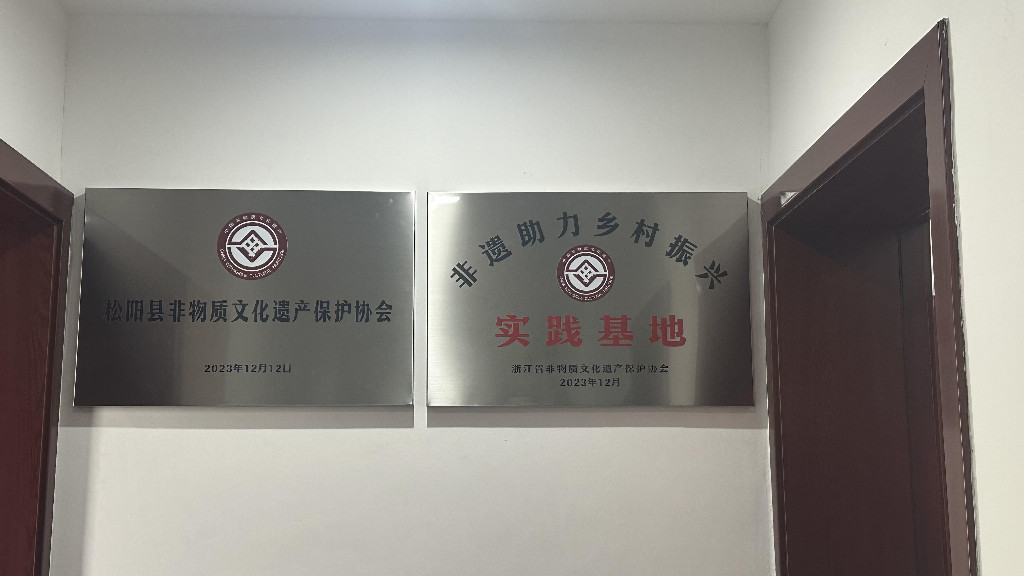 松阳县非物质文化遗产保护协会
2023年12月12日
非遗助力乡村振兴
实践基地
浙江省非物质文化遗产保护协会
2023年12月